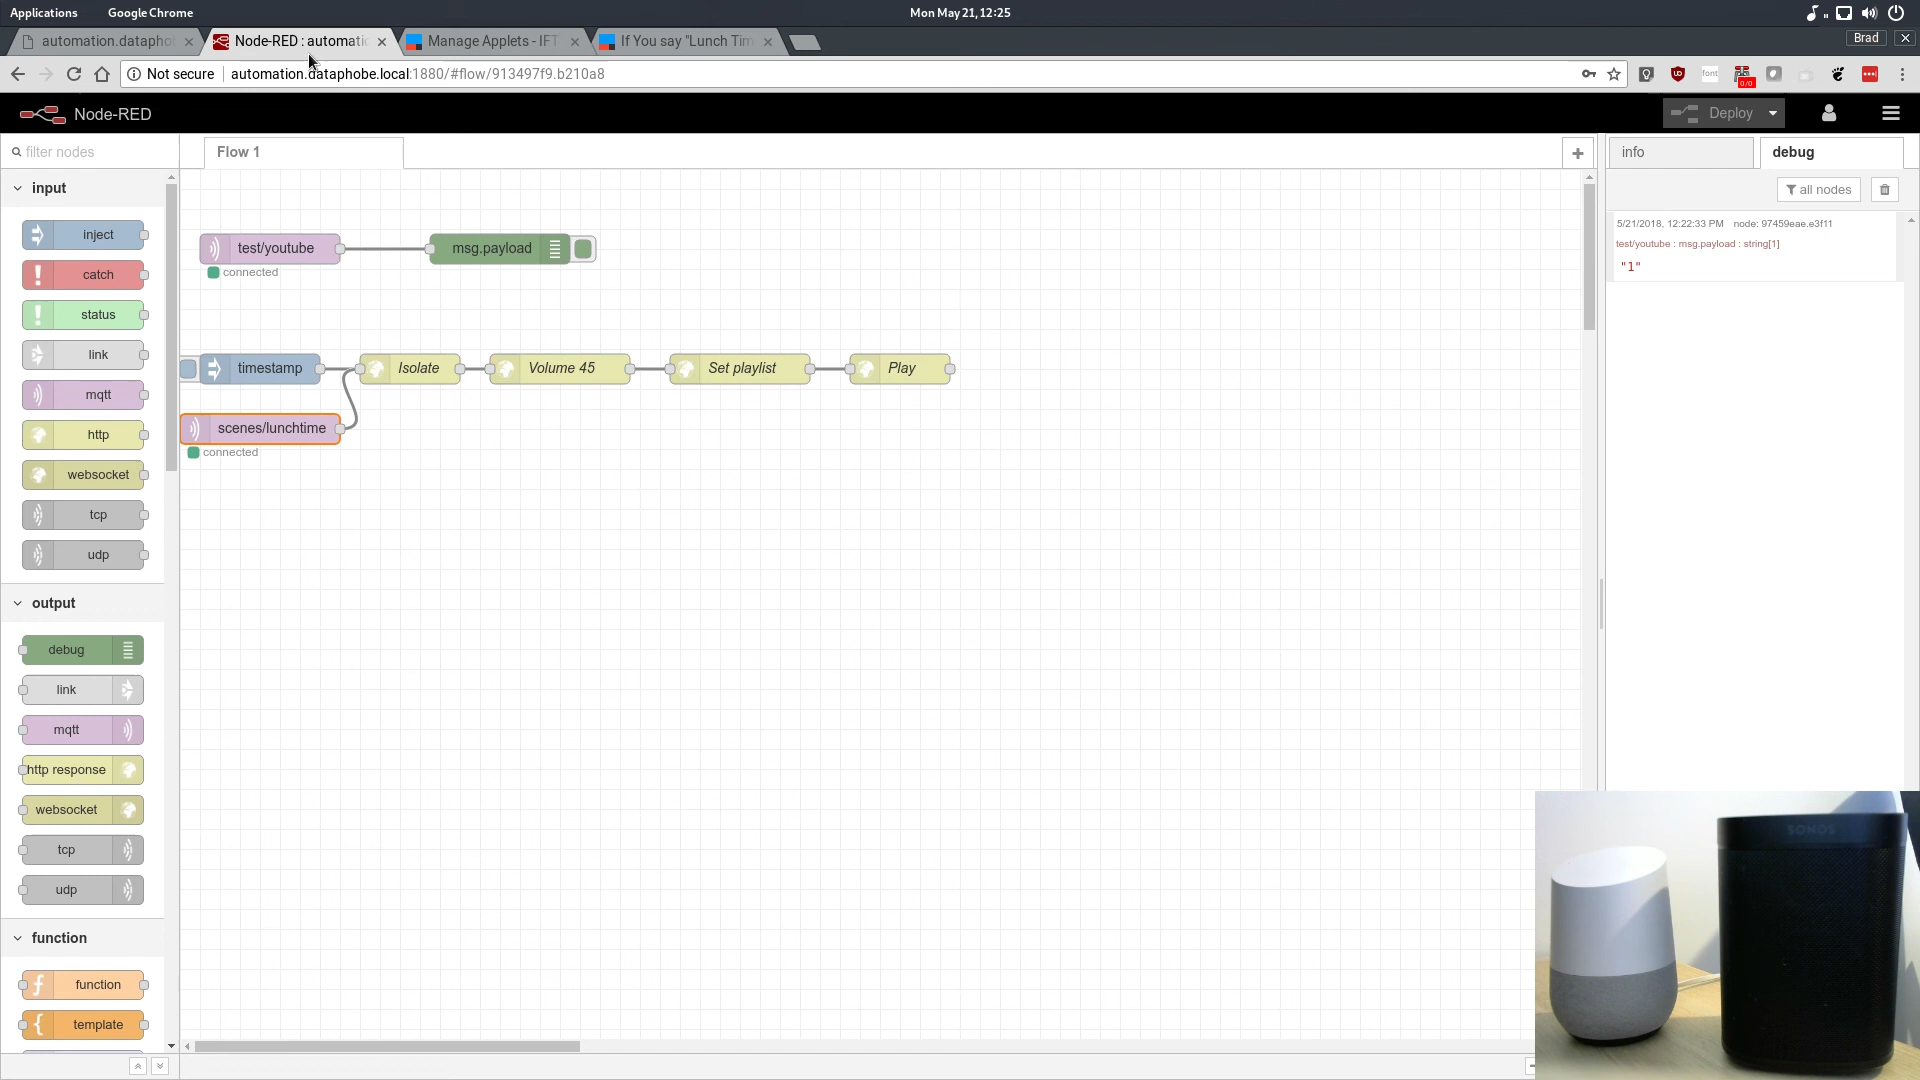 Applications Google Chrome Mon May 21, 12:25
automation.datapho Node-RED : automati Manage Applets - IFT If You say "Lunch Tim Brad
Not secure automation.dataphobe.local:1880/#flow/913497f9.b210a8
font
0/0
Node-RED Deploy
filter nodes Flow 1 info debug
input
all nodes
inject
5/21/2018, 12:22:33 PM node: 97459eae.e3f11
test/youtube : msg.payload : string[1]
"1"
test/youtube msg.payload
connected
catch
status
link
timestamp Isolate Volume 45 Set playlist Play
mqtt
scenes/lunchtime
connected
http
websocket
tcp
udp
output
debug
link
mqtt
http response
websocket
tcp
udp
function
function
template
SONOS